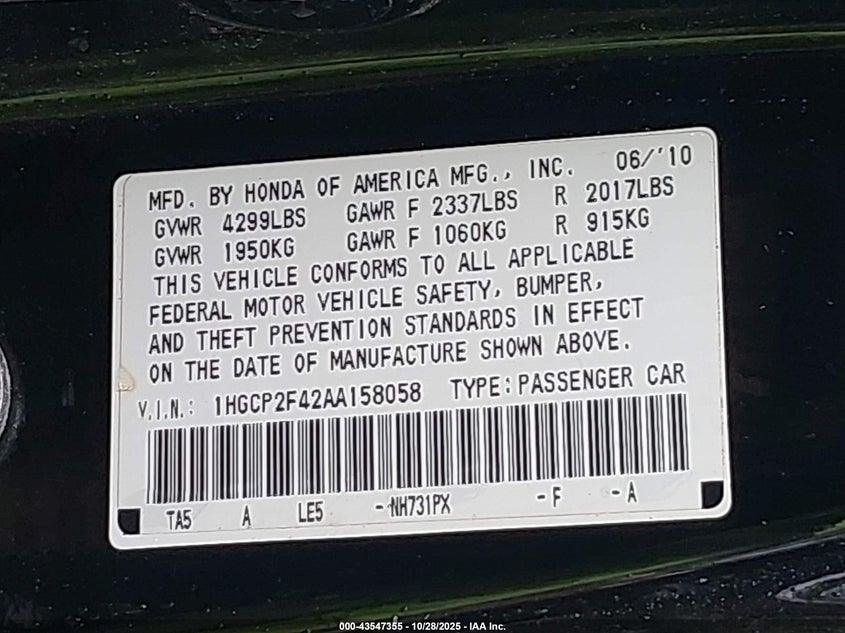 MFD. BY HONDA OF AMERICA MFG., INC. 06/'10
GVWR 4299LBS GAWR F 2337LBS R 2017LBS
GVWR 1950KG GAWR F 1060KG R 915KG
THIS VEHICLE CONFORMS TO ALL APPLICABLE
FEDERAL MOTOR VEHICLE SAFETY, BUMPER,
AND THEFT PREVENTION STANDARDS IN EFFECT
ON THE DATE OF MANUFACTURE SHOWN ABOVE.
V.I.N.: 1HGCP2F42AA158058 TYPE:PASSENGER CAR
TA5 A LE5 -NH731PX -F -A
000-43547355 - 10/28/2025 - IAA Inc.